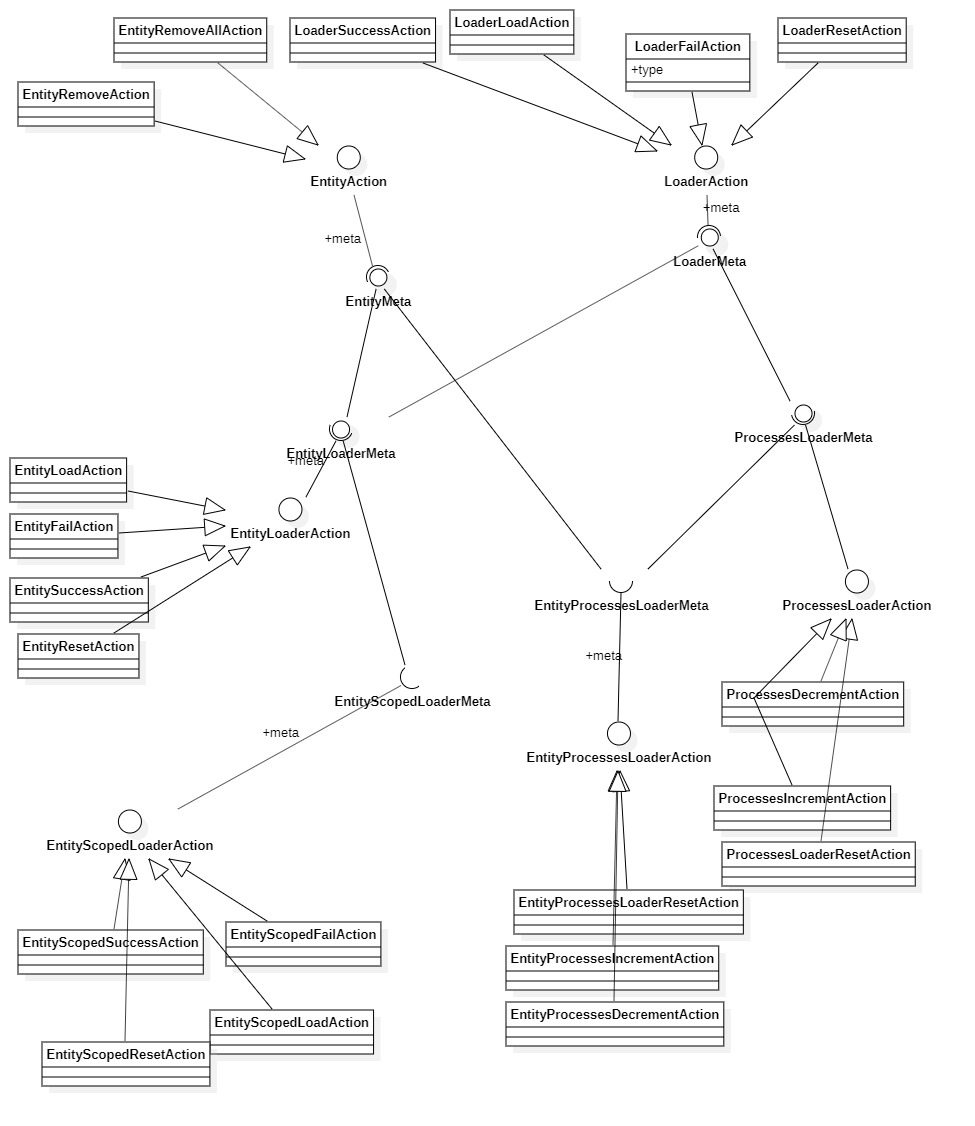 EntityRemoveAllAction
LoaderSuccessAction
LoaderLoadAction
LoaderFailAction
+type
LoaderResetAction
EntityRemoveAction
EntityAction
LoaderAction
+meta
+meta
LoaderMeta
EntityMeta
ProcessesLoaderMeta
EntityLoaderMeta
+meta
EntityLoadAction
EntityFailAction
EntityLoaderAction
EntitySuccessAction
EntityProcessesLoaderMeta
ProcessesLoaderAction
EntityResetAction
+meta
EntityScopedLoaderMeta
ProcessesDecrementAction
+meta
EntityProcessesLoaderAction
ProcessesIncrementAction
EntityScopedLoaderAction
ProcessesLoaderResetAction
EntityProcessesLoaderResetAction
EntityScopedFailAction
EntityScopedSuccessAction
EntityProcessesIncrementAction
EntityProcessesDecrementAction
EntityScopedLoadAction
EntityScopedResetAction